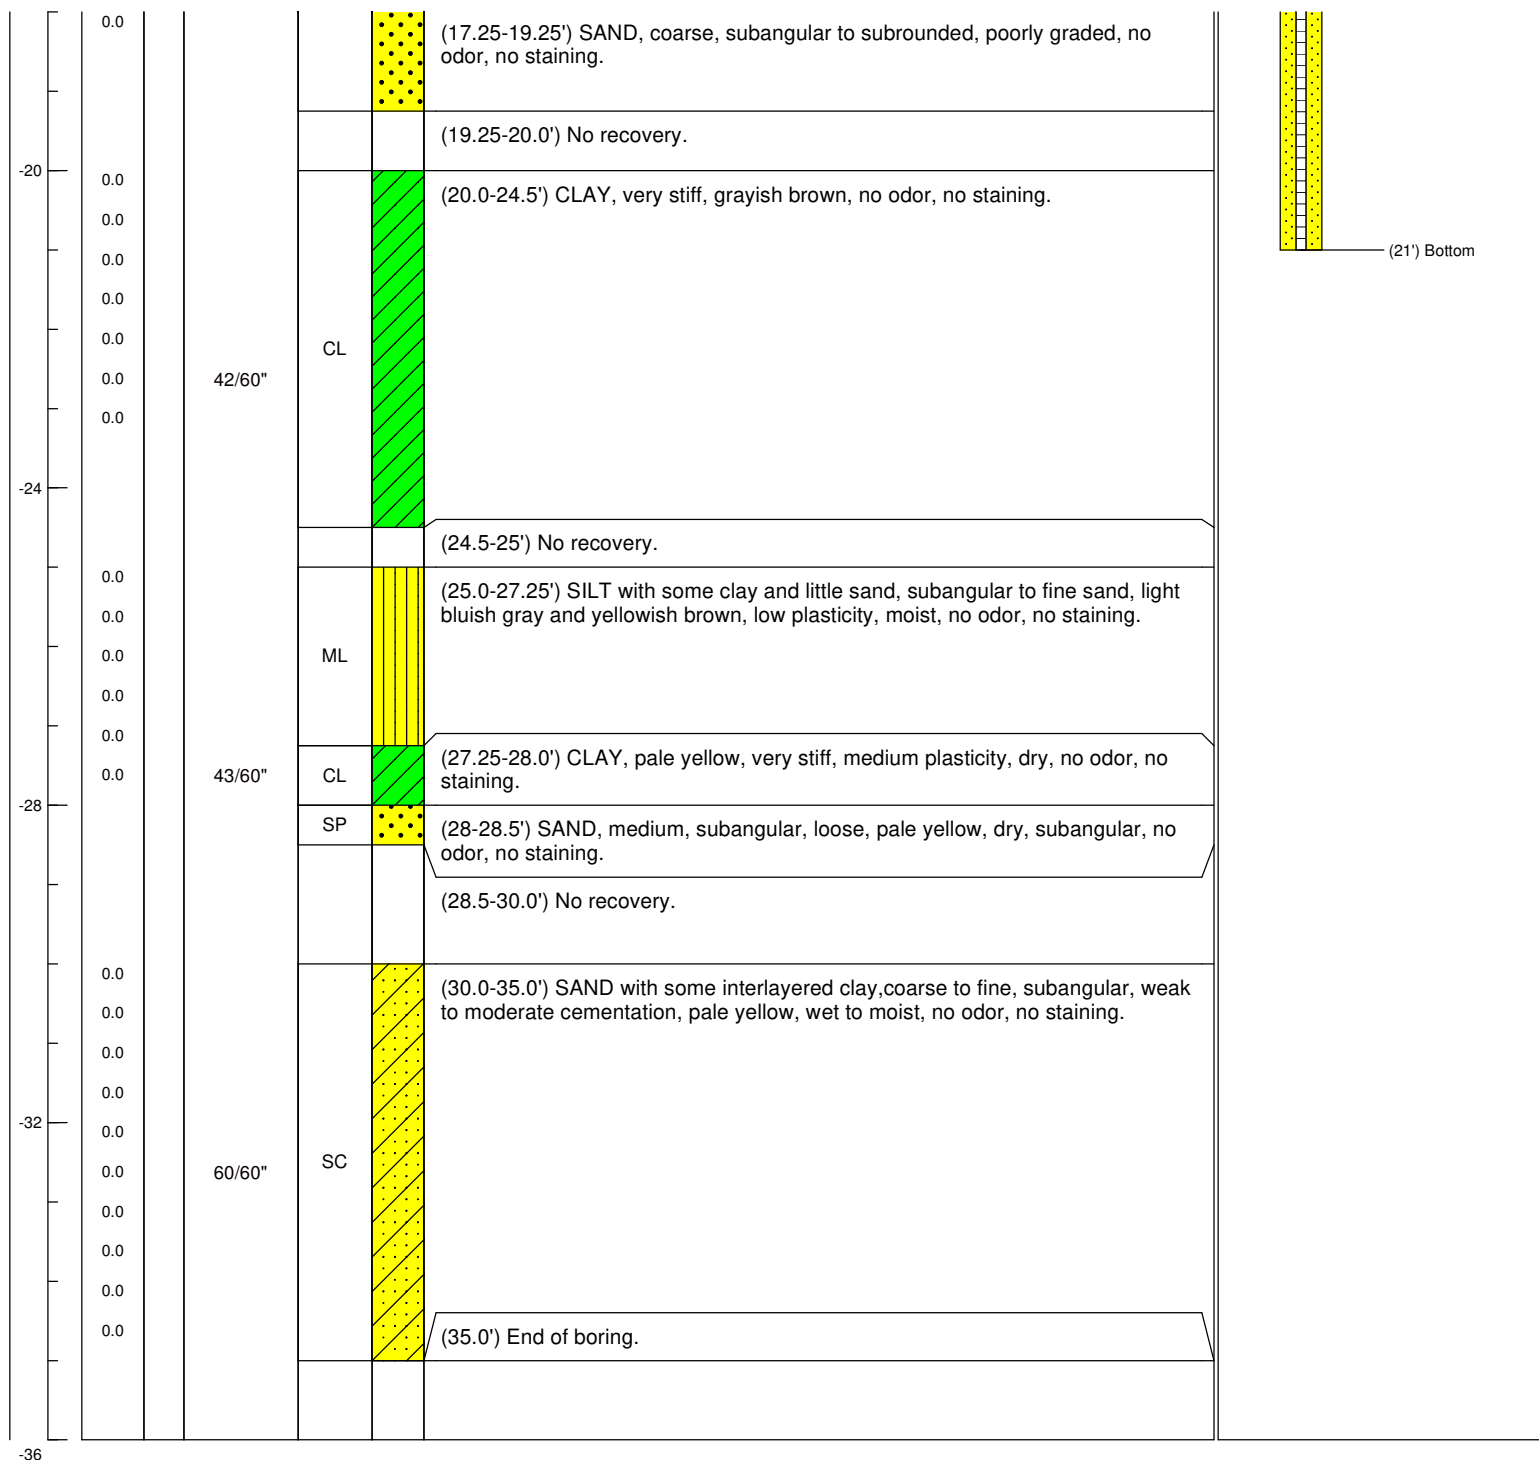 0.0
(17.25-19.25') SAND, coarse, subangular to subrounded, poorly graded, no
odor, no staining.
(19.25-20.0') No recovery.
-20
0.0
(20.0-24.5') CLAY, very stiff, grayish brown, no odor, no staining.
0.0
(21') Bottom
0.0
0.0
0.0
CL
0.0
42/60"
0.0
-24
(24.5-25') No recovery.
0.0
(25.0-27.25') SILT with some clay and little sand, subangular to fine sand, light
bluish gray and yellowish brown, low plasticity, moist, no odor, no staining.
0.0
0.0
ML
0.0
0.0
(27.25-28.0') CLAY, pale yellow, very stiff, medium plasticity, dry, no odor, no
staining.
0.0
43/60"
CL
-28
SP
(28-28.5') SAND, medium, subangular, loose, pale yellow, dry, subangular, no
odor, no staining.
(28.5-30.0') No recovery.
0.0
(30.0-35.0') SAND with some interlayered clay,coarse to fine, subangular, weak
to moderate cementation, pale yellow, wet to moist, no odor, no staining.
0.0
0.0
0.0
-32
0.0
SC
0.0
60/60"
0.0
0.0
0.0
0.0
(35.0') End of boring.
-36